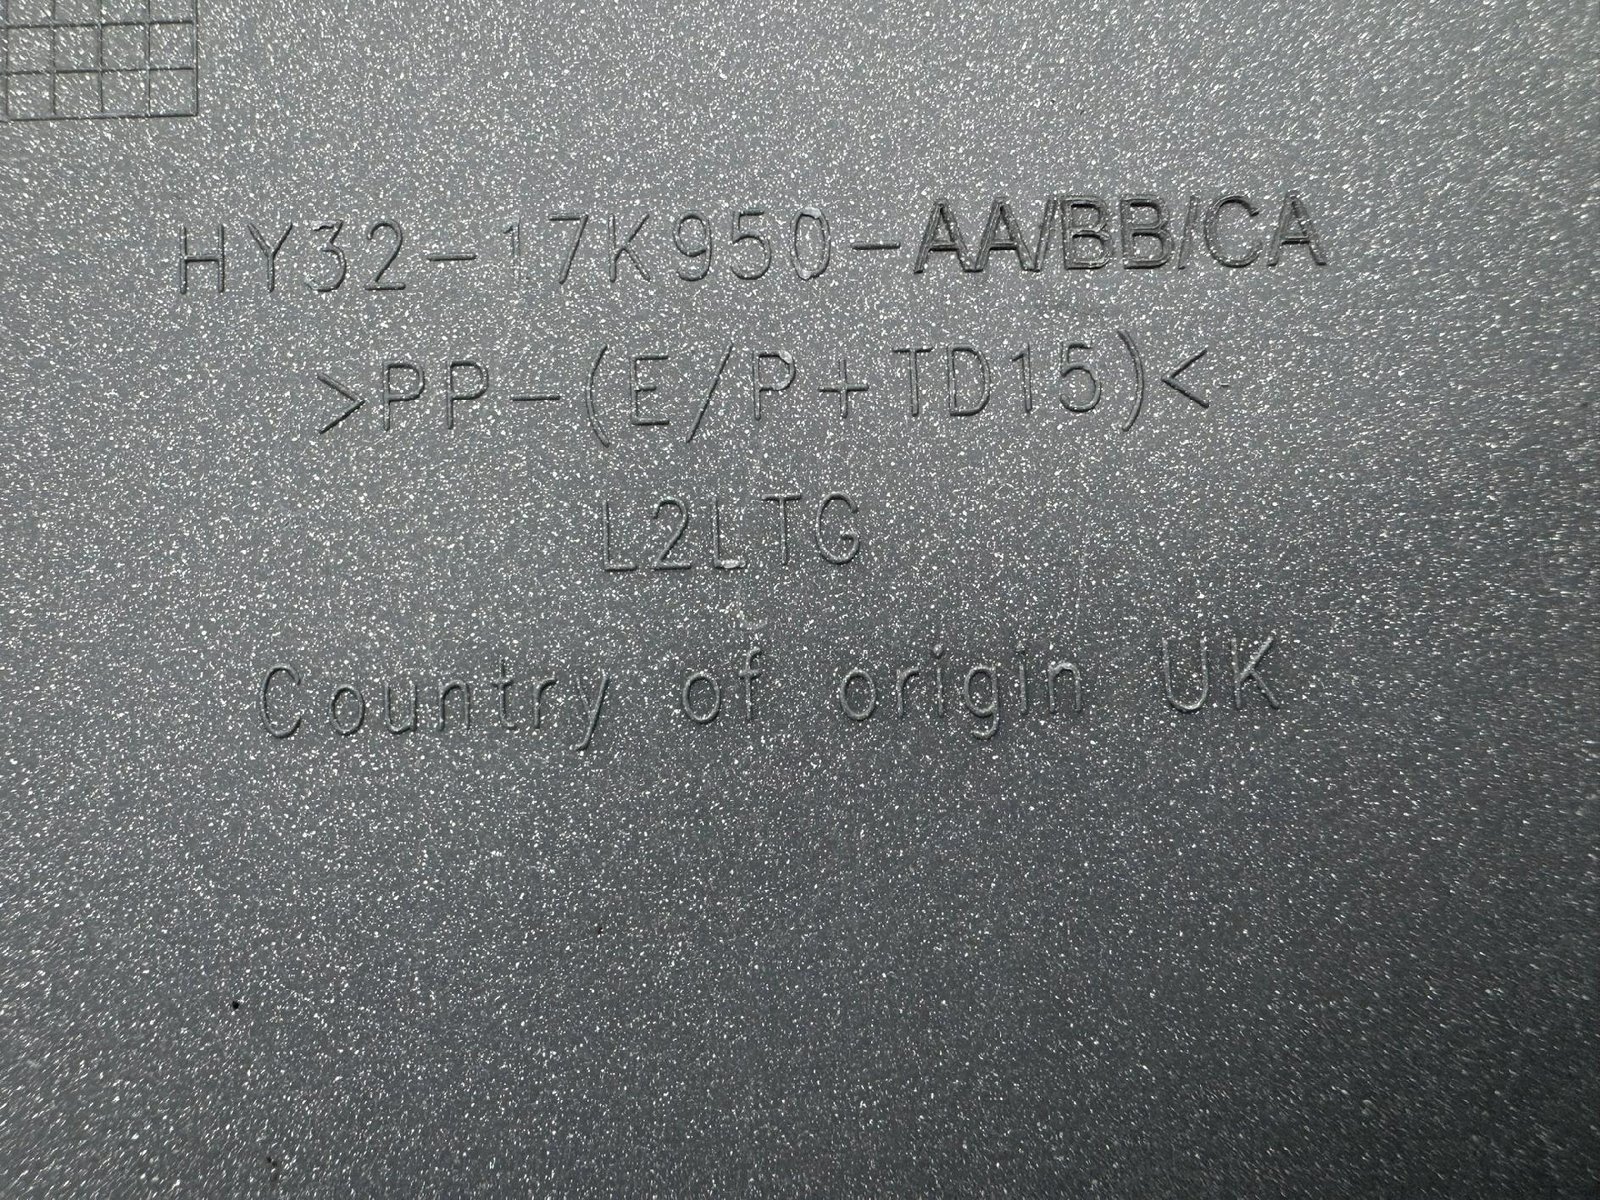 HY32-17K950-AA/BB/CA
>PP-(E/P+TD15)<
L2LTG
Country of origin UK